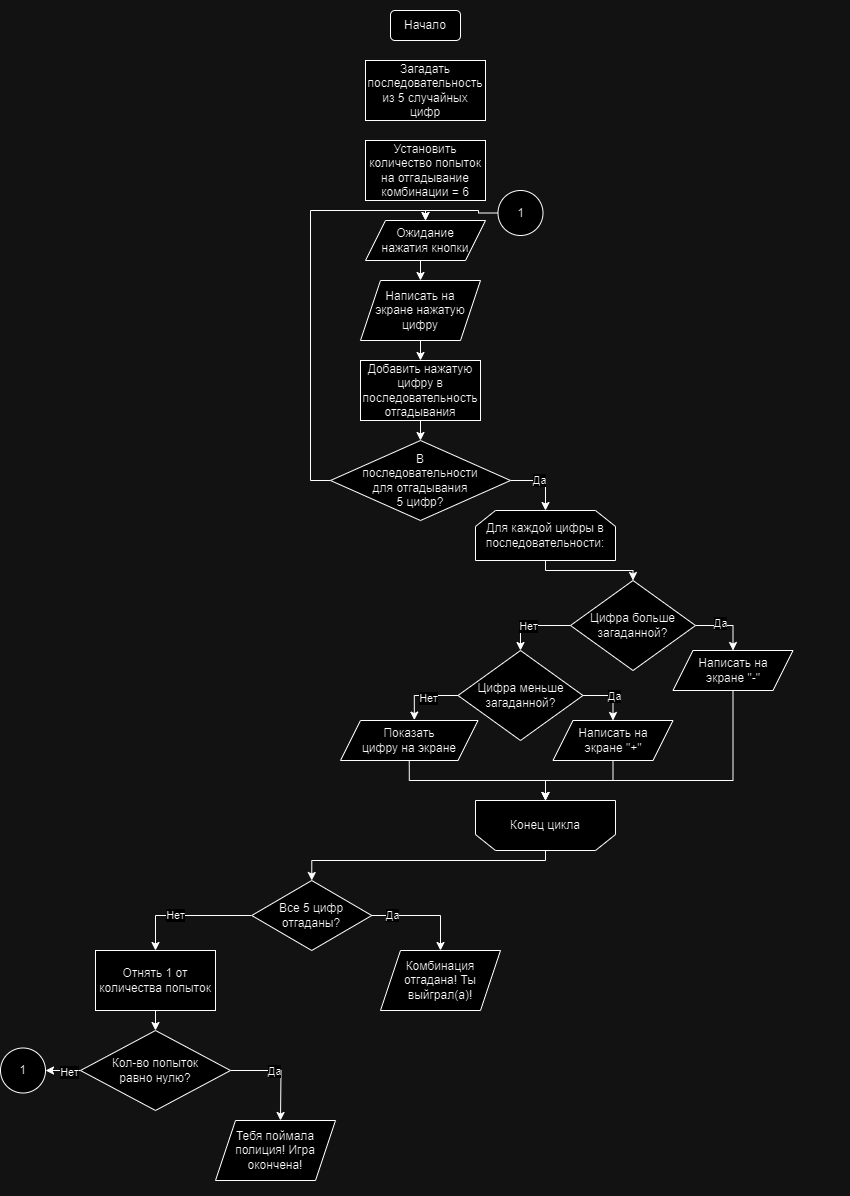 Начало
Загадать
последовательность
из 5 случайных
цифр
Установить
количество попыток
на отгадывание
комбинации = 6
1
Ожидание
нажатия кнопки
Написать на
экране нажатую
цифру
Добавить нажатую
цифру в
последовательность
отгадывания
В
последовательности
для отгадывания
5 цифр?
Да
Для каждой цифры в
последовательности:
Цифра больше
загаданной?
Нет
Да
Написать на
экране "-"
Цифра меньше
загаданной?
Нет
Да
Показать
цифру на экране
Написать на
экране "+"
Конец цикла
Все 5 цифр
отгаданы?
Нет
Да
Комбинация
отгадана! Ты
выйграл(а)!
Отнять 1 от
количества попыток
Кол-во попыток
равно нулю?
1
Нет
Да
Тебя поймала
полиция! Игра
окончена!